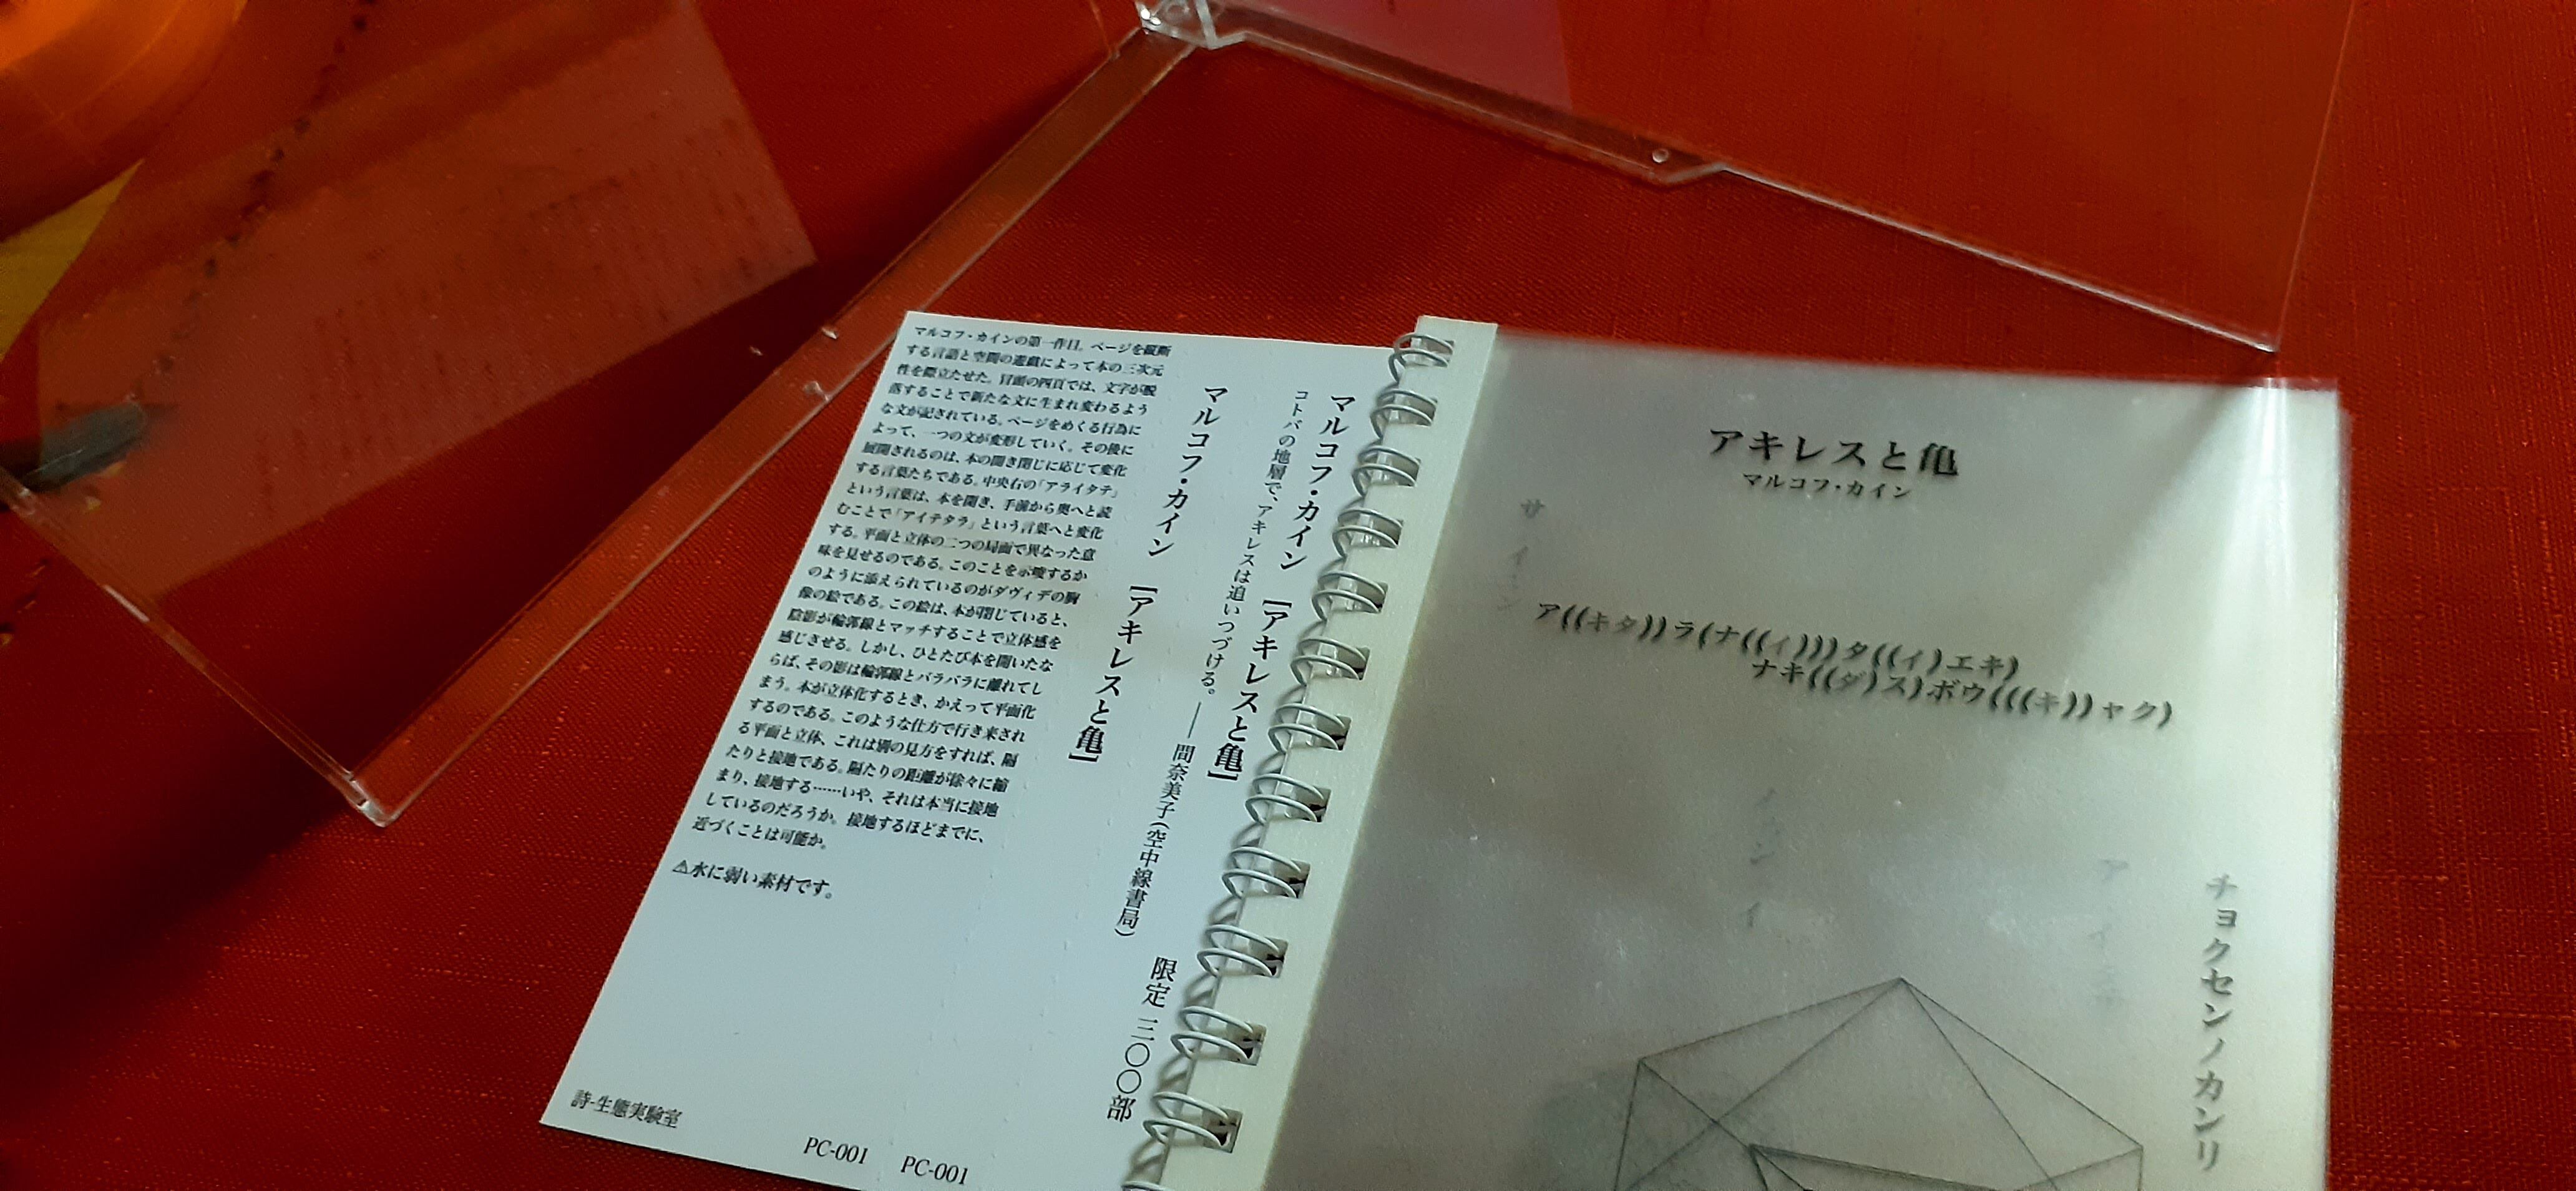 マルコフ・カインの第一作目。ページを縦断
する言語と空間の遊戯によって本の三次元
性を際立たせた。冒頭の四頁では、文字が脱
落することで新たな文に生まれ変わるよう
な文が記されている。ページをめくる行為に
よって、一つの文が変形していく。その後に
展開されるのは、本の開き閉じに応じて変化
する言葉たちである。中央右の「アライタテ」
という言葉は、本を開き、手前から奥へと読
むことで「アイテタラ」という言葉へと変化
する。平面と立体の二つの局面で異なった意
味を見せるのである。このことを示唆するか
のように添えられているのがダヴィデの胸
像の絵である。この絵は、本が閉じていると、
陰影が輪郭線とマッチすることで立体感を
感じさせる。しかし、ひとたび本を開いたな
らば、その影は輪郭線とバラバラに離れてし
まう。本が立体化するとき、かえって平面化
するのである。このような仕方で行き来され
る平面と立体、これは別の見方をすれば、隔
たりと接地である。隔たりの距離が徐々に縮
まり、接地する……いや、それは本当に接地
しているのだろうか。接地するほどまでに、
近づくことは可能か。
⚠水に弱い素材です。
詩-生態実験室
マルコフ・カイン [アキレスと亀]
PC-001
コトバの地層で、アキレスは追いつづける。――間奈美子(空中線書局)
マルコフ・カイン [アキレスと亀]
限定 三〇〇部
PC-001
アキレスと亀
マルコフ・カイン
サイン
ア((キタ))ラ(ナ((ィ)))タ((ィ)エキ)
ナキ((ダ)ス)ボウ(((キ))ャク)
チョクセンノカンリ